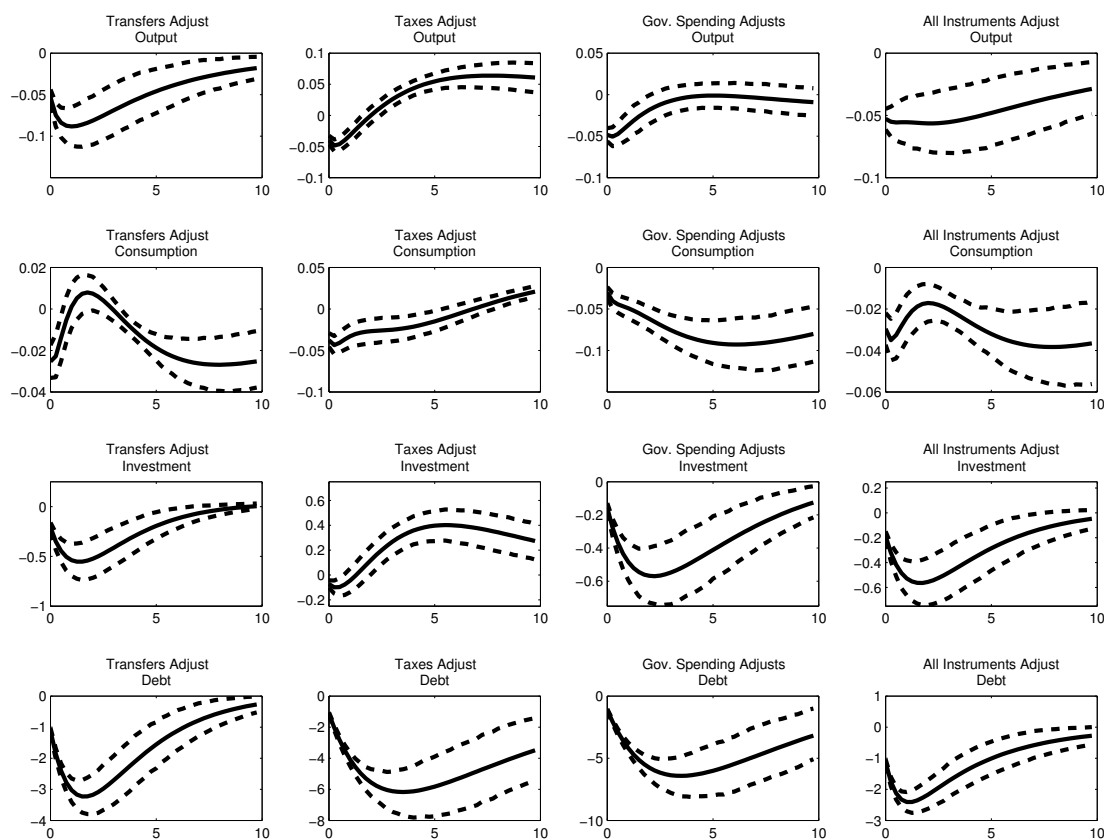 Transfers Adjust
Output
0
−0.05
−0.1
0 5 10
Taxes Adjust
Output
0.1
0.05
0
−0.05
−0.1
0 5 10
Gov. Spending Adjusts
Output
0.05
0
−0.05
−0.1
0 5 10
All Instruments Adjust
Output
0
−0.05
−0.1
0 5 10
Transfers Adjust
Consumption
0.02
0
−0.02
−0.04
0 5 10
Taxes Adjust
Consumption
0.05
0
−0.05
−0.1
0 5 10
Gov. Spending Adjusts
Consumption
0
−0.05
−0.1
0 5 10
All Instruments Adjust
Consumption
0
−0.02
−0.04
−0.06
0 5 10
Transfers Adjust
Investment
0
−0.5
−1
0 5 10
Taxes Adjust
Investment
0.6
0.4
0.2
0
−0.2
0 5 10
Gov. Spending Adjusts
Investment
0
−0.2
−0.4
−0.6
0 5 10
All Instruments Adjust
Investment
0.2
0
−0.2
−0.4
−0.6
0 5 10
Transfers Adjust
Debt
0
−1
−2
−3
−4
0 5 10
Taxes Adjust
Debt
0
−2
−4
−6
−8
0 5 10
Gov. Spending Adjusts
Debt
0
−5
−10
0 5 10
All Instruments Adjust
Debt
1
0
−1
−2
−3
0 5 10